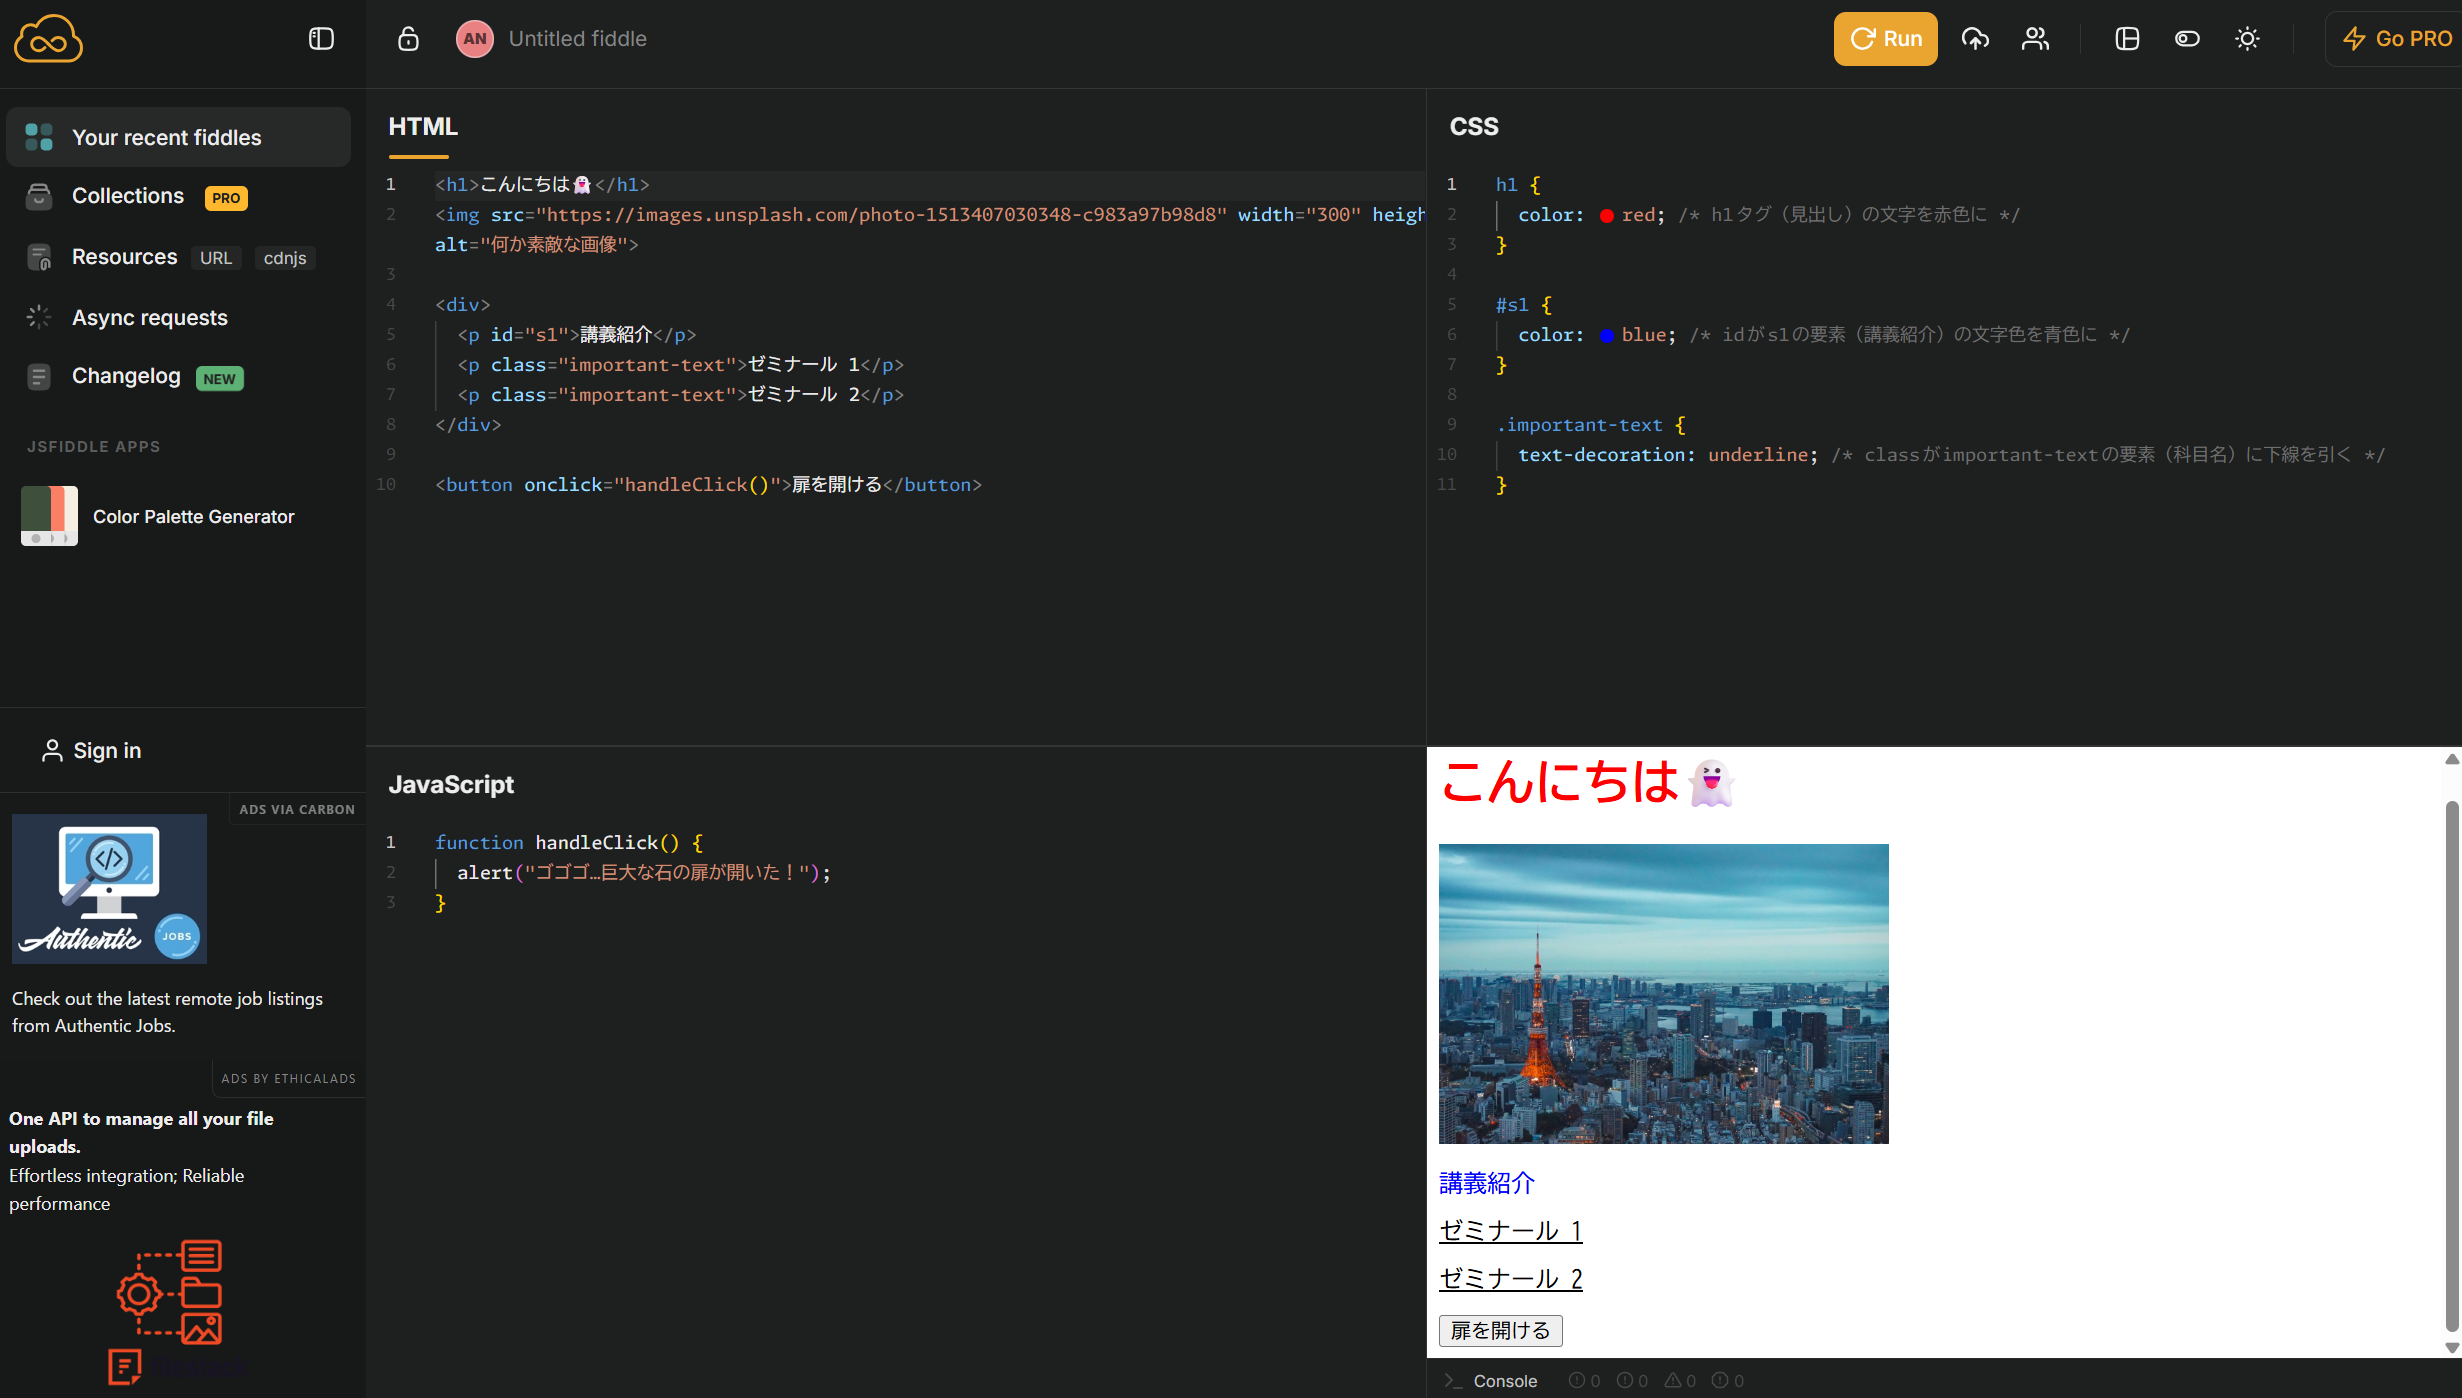 AN Untitled fiddle
Run
Go PRO
Your recent fiddles
Collections PRO
Resources URL cdnjs
Async requests
Changelog NEW
JSFIDDLE APPS
Color Palette Generator
Sign in
ADS VIA CARBON
Authentic JOBS
Check out the latest remote job listings
from Authentic Jobs.
ADS BY ETHICALADS
One API to manage all your file
uploads.
Effortless integration; Reliable
performance
HTML
1 <h1>こんにちは👻</h1>
2 <img src="https://images.unsplash.com/photo-1513407030348-c983a97b98d8" width="300" heigh
alt="何か素敵な画像">
3
4 <div>
5 <p id="s1">講義紹介</p>
6 <p class="important-text">ゼミナール 1</p>
7 <p class="important-text">ゼミナール 2</p>
8 </div>
9
10 <button onclick="handleClick()">扉を開ける</button>
CSS
1 h1 {
2 color: red; /* h1タグ（見出し）の文字を赤色に */
3 }
4
5 #s1 {
6 color: blue; /* idがs1の要素（講義紹介）の文字色を青色に */
7 }
8
9 .important-text {
10 text-decoration: underline; /* classがimportant-textの要素（科目名）に下線を引く */
11 }
JavaScript
1 function handleClick() {
2 alert("ゴゴゴ…巨大な石の扉が開いた！");
3 }
こんにちは👻
講義紹介
ゼミナール 1
ゼミナール 2
扉を開ける
Console 0 0 0 0